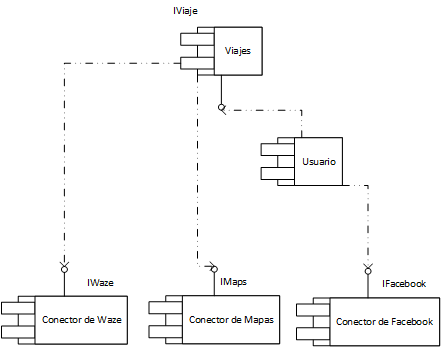 IViaje
Viajes
Usuario
IWaze
IMaps
IFacebook
Conector de Waze
Conector de Mapas
Conector de Facebook